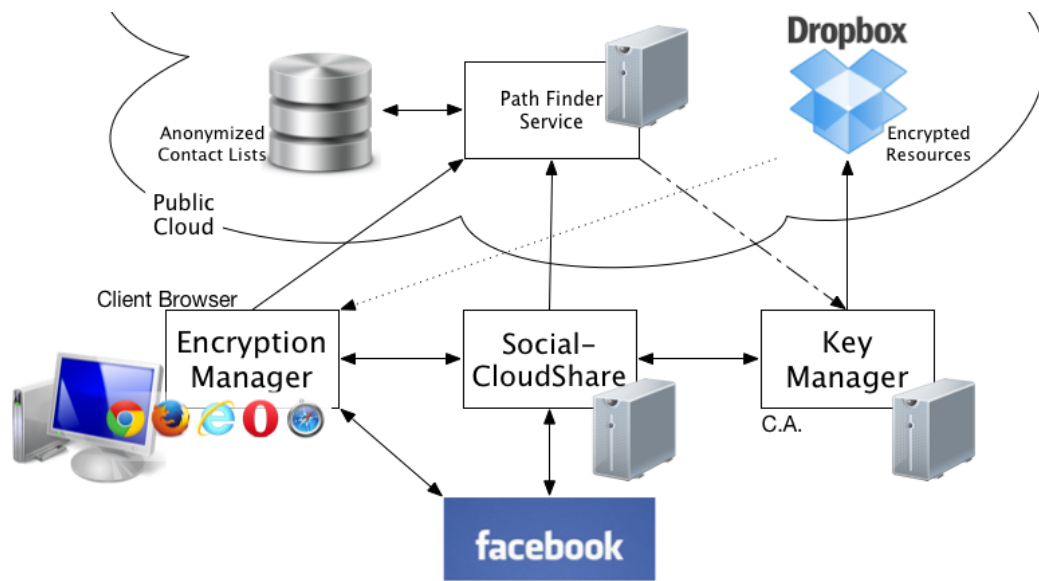 Dropbox
Path Finder
Service
Anonymized
Contact Lists
Encrypted
Resources
Public
Cloud
Client Browser
Encryption
Manager
Social-
CloudShare
Key
Manager
C.A.
facebook